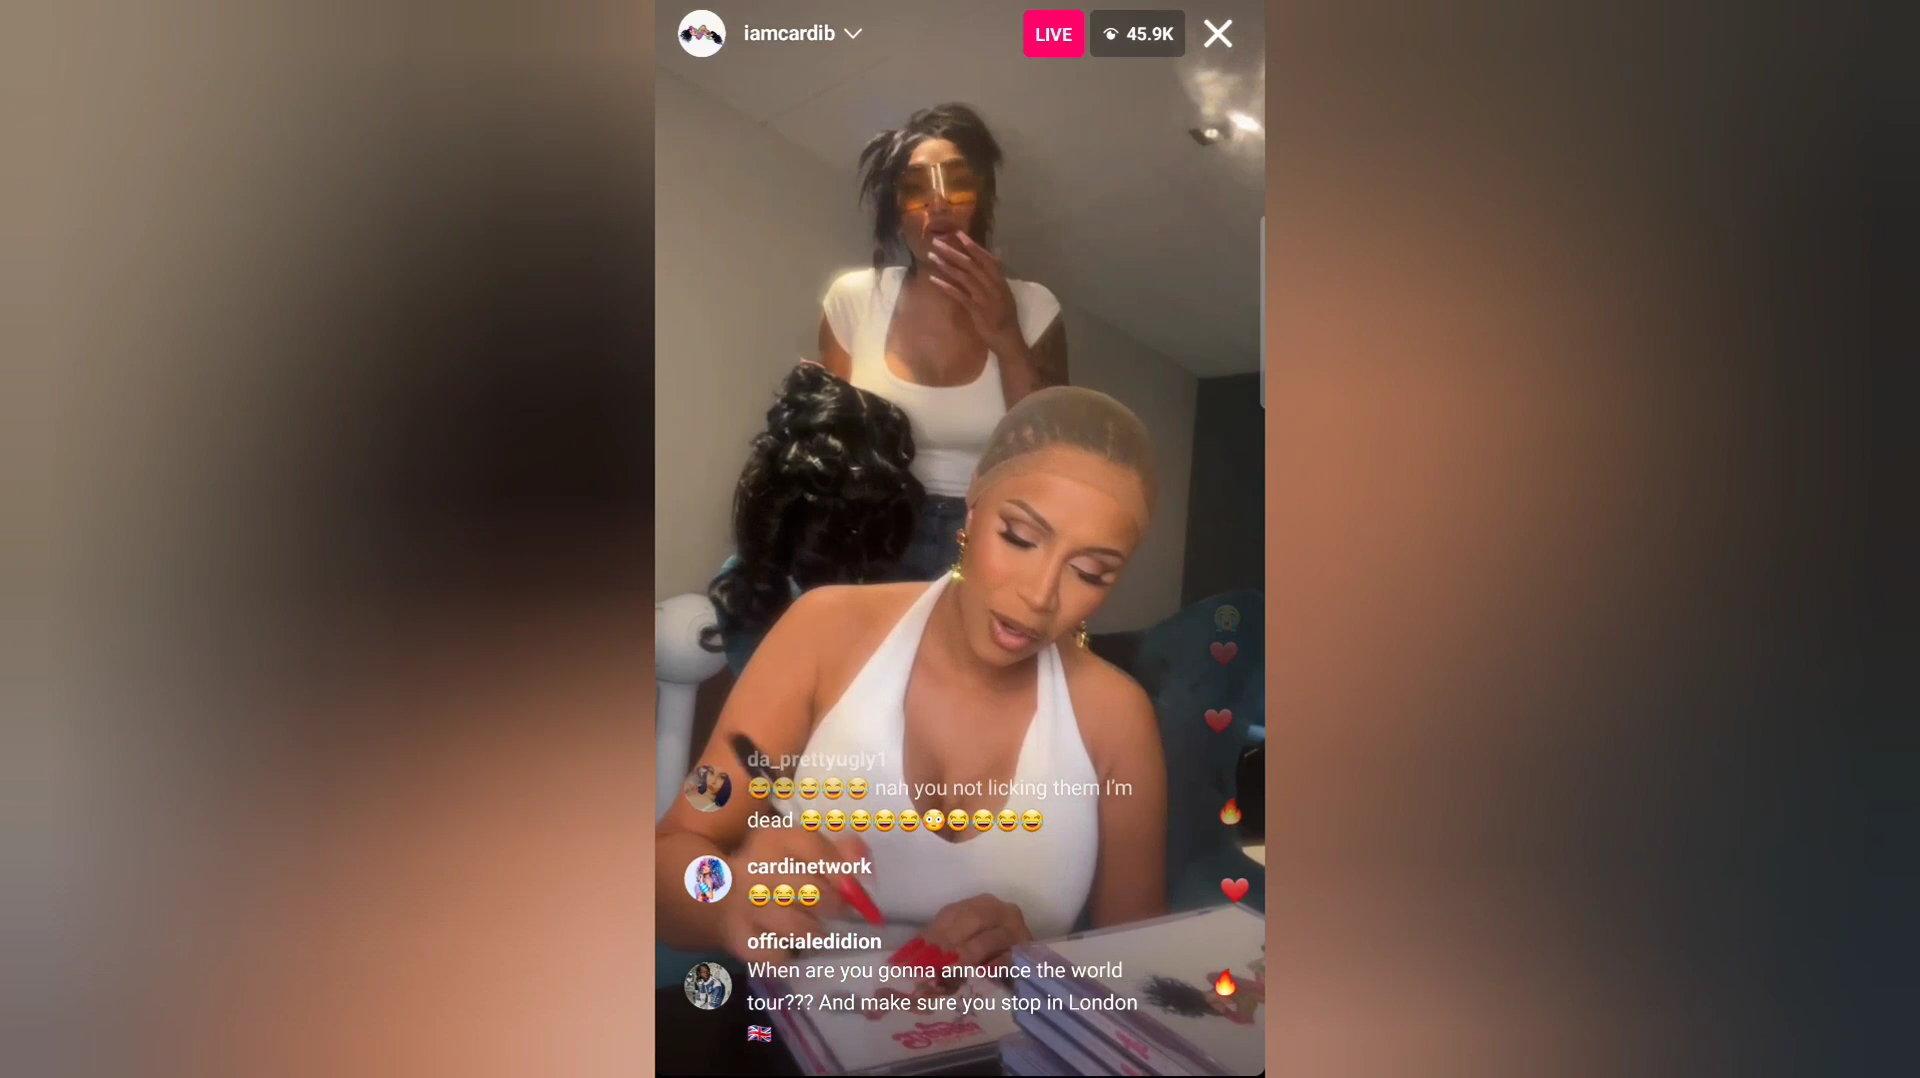 iamcardib
LIVE
45.9K
da_prettyugly1
😂😂😂😂😂 nah you not licking them I'm
dead 😂😂😂😂😂😳😂😂😂😂
cardinetwork
😂😂😂
officialedidion
When are you gonna announce the world
tour??? And make sure you stop in London
🇬🇧